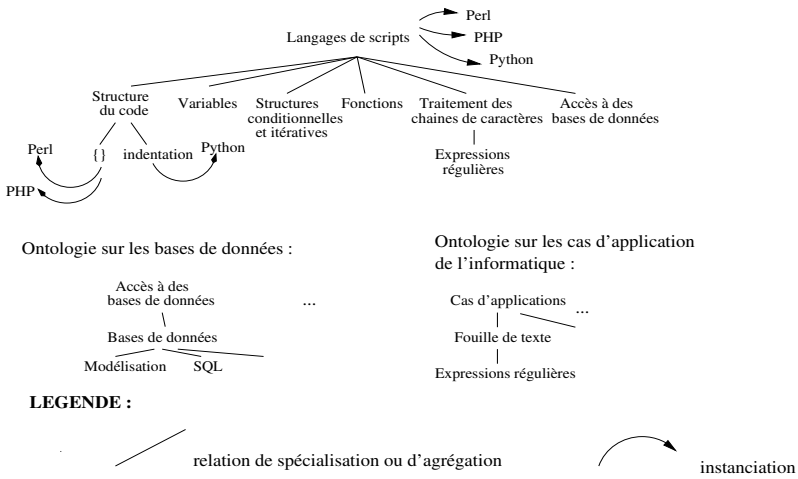 Langages de scripts
Perl
PHP
Python
Structure
du code
Variables
Structures
conditionnelles
et itératives
Fonctions
Traitement des
chaines de caractères
Accès à des
bases de données
Perl
{}
indentation
Python
PHP
Expressions
régulières
Ontologie sur les bases de données :
Accès à des
bases de données
...
Bases de données
Modélisation
SQL
Ontologie sur les cas d'application
de l'informatique :
Cas d'applications
...
Fouille de texte
Expressions régulières
LEGENDE :
relation de spécialisation ou d'agrégation
instanciation